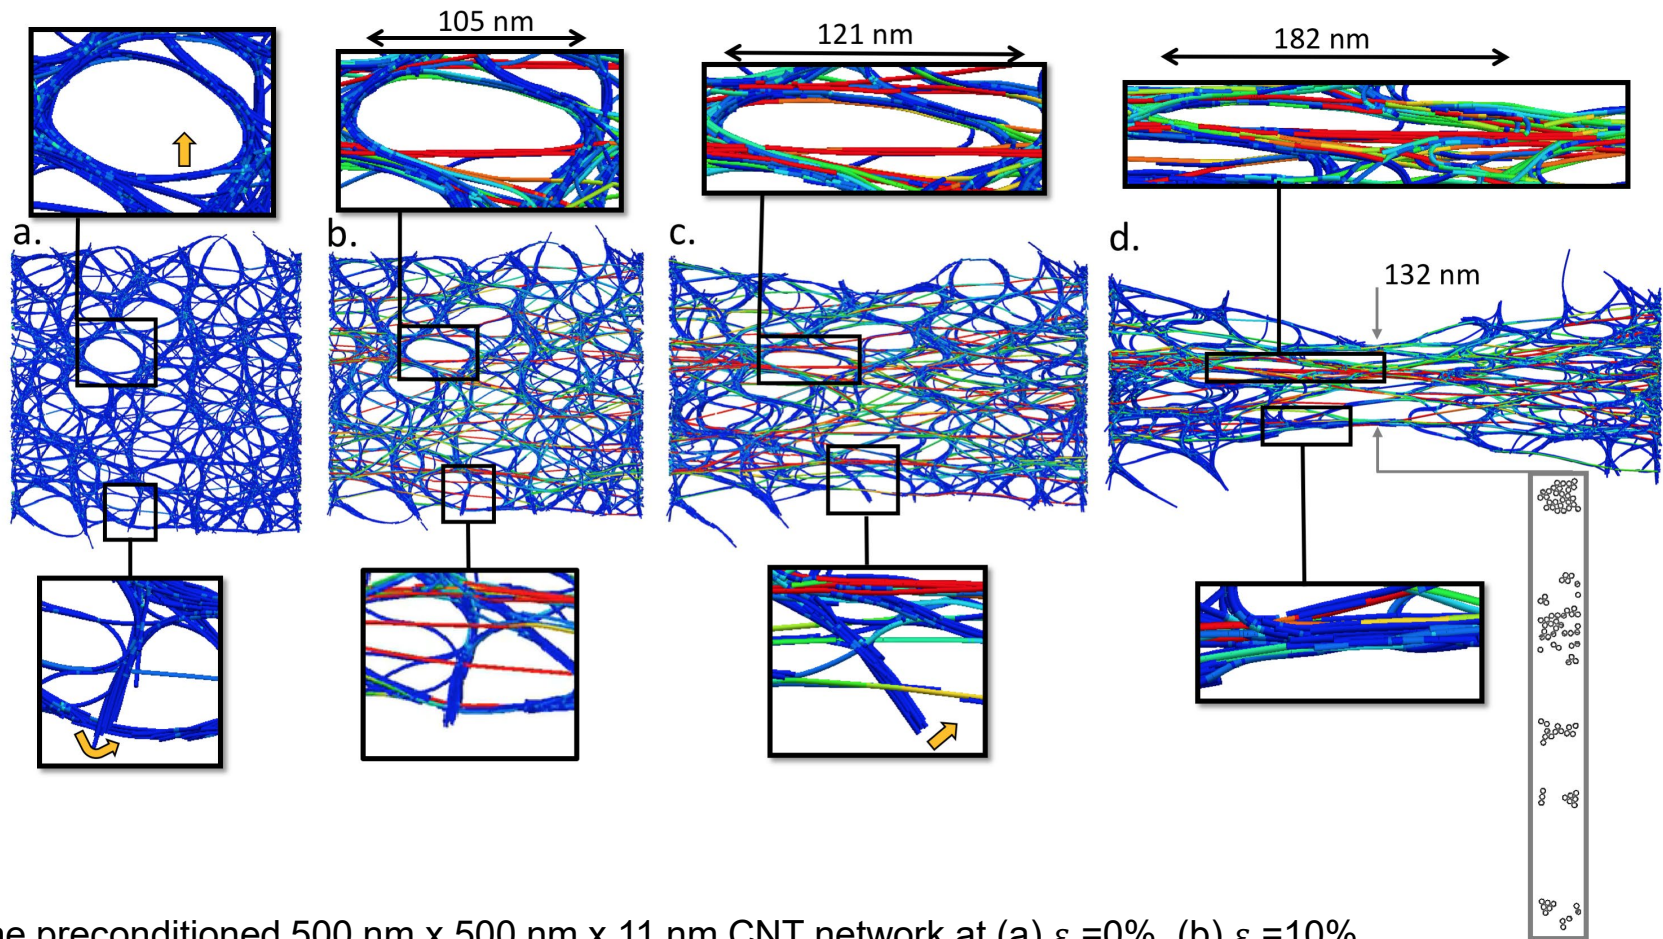 105 nm
121 nm
182 nm
a.
b.
c.
d.
132 nm
preconditioned 500 nm x 500 nm x 11 nm CNT network at (a) ε =0%, (b) ε =10%